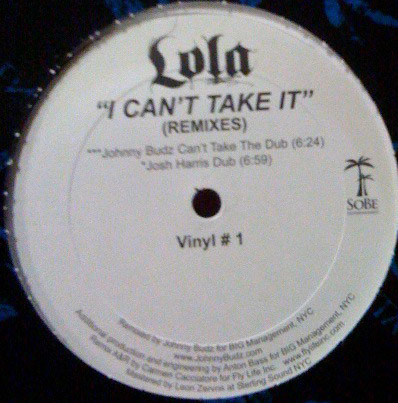 Lola
"I CAN'T TAKE IT"
(REMIXES)
***Johnny Budz Can't Take The Dub (6:24)
*Josh Harris Dub (6:59)
SOBE
Vinyl # 1
Remixed by Johnny Budz for BIG Management, NYC
www.JohnnyBudz.com
Additional production and engineering by Anton Bass for BIG Management, NYC
Remix A&R by Carmen Cacciatore for Fly Life Inc. www.flylifeinc.com
Mastered by Leon Zervos at Sterling Sound NYC